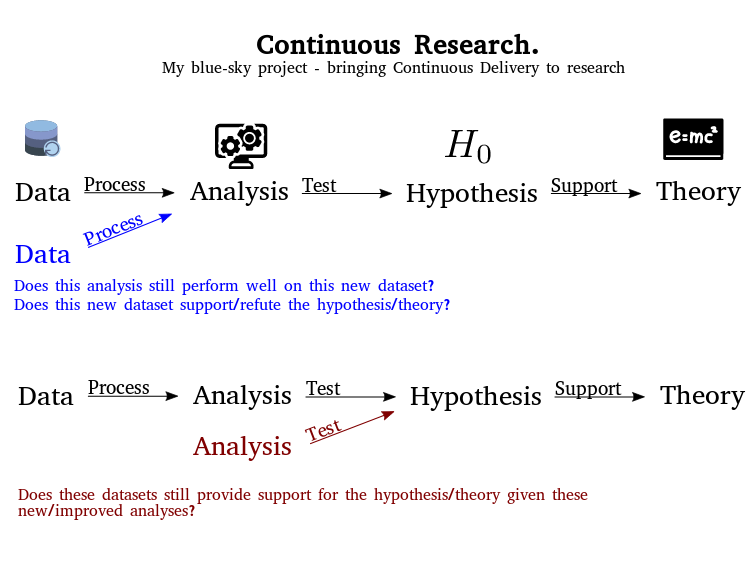 Continuous Research.
My blue-sky project - bringing Continuous Delivery to research
H0
e=mc²
Data Process Analysis Test Hypothesis Support Theory
Process
Data
Does this analysis still perform well on this new dataset?
Does this new dataset support/refute the hypothesis/theory?
Data Process Analysis Test Hypothesis Support Theory
Analysis Test
Does these datasets still provide support for the hypothesis/theory given these
new/improved analyses?